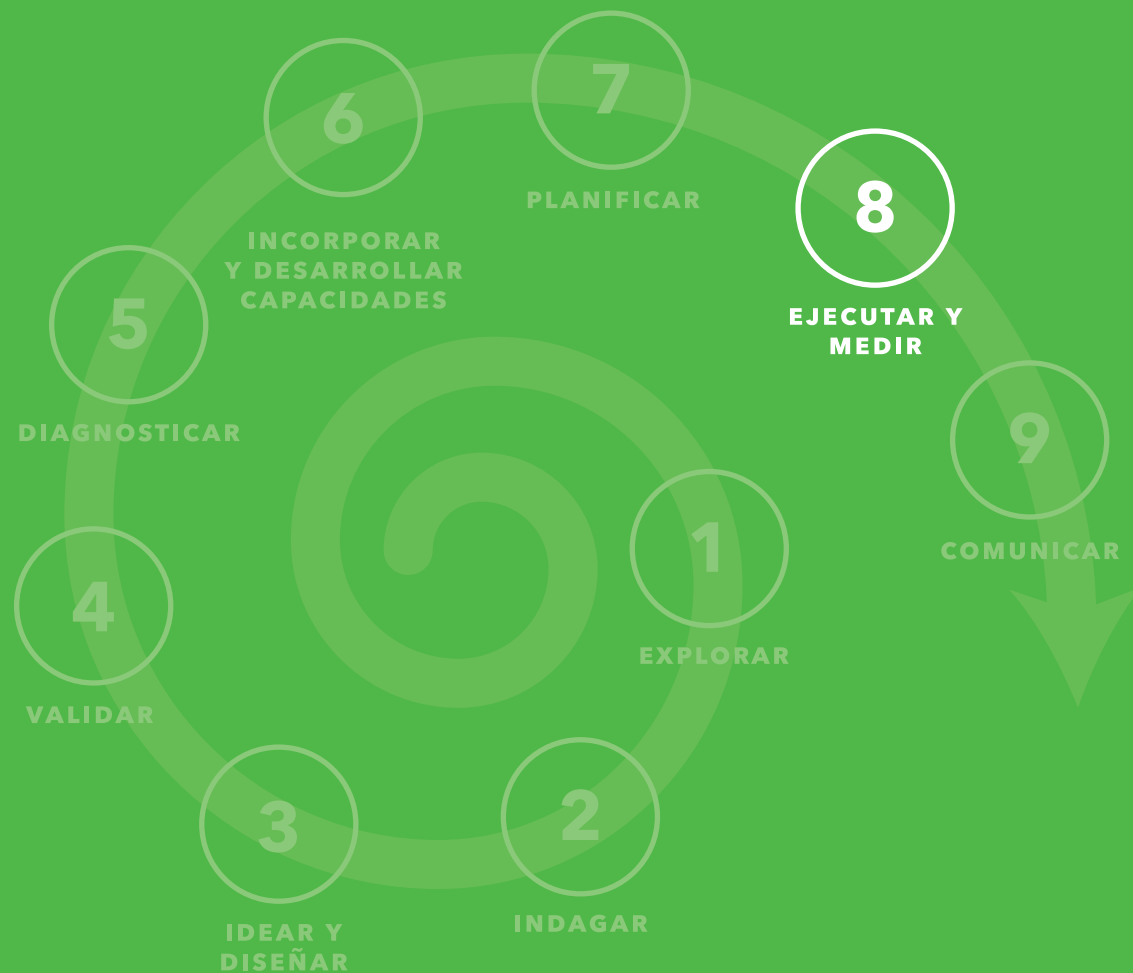 1
EXPLORAR
2
INDAGAR
3
IDEAR Y
DISEÑAR
4
VALIDAR
5
DIAGNOSTICAR
6
INCORPORAR
Y DESARROLLAR
CAPACIDADES
7
PLANIFICAR
8
EJECUTAR Y
MEDIR
9
COMUNICAR